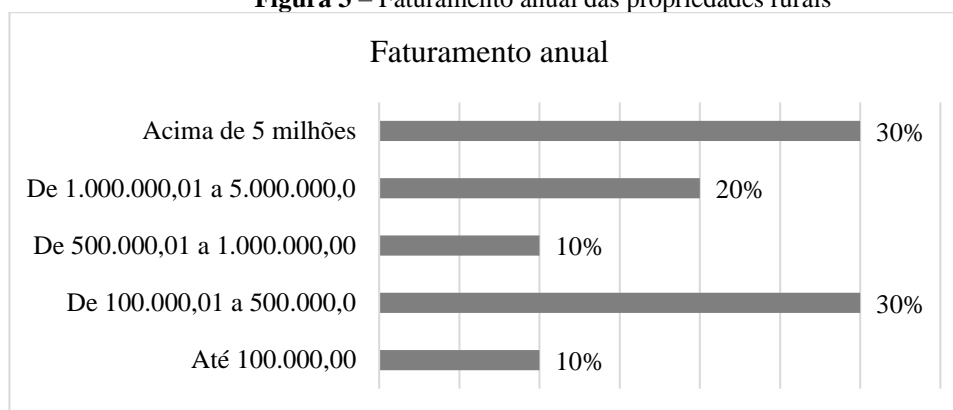 Figura 3 – Faturamento anual das propriedades rurais
Faturamento anual
Acima de 5 milhões 30%
De 1.000.000,01 a 5.000.000,0 20%
De 500.000,01 a 1.000.000,00 10%
De 100.000,01 a 500.000,0 30%
Até 100.000,00 10%